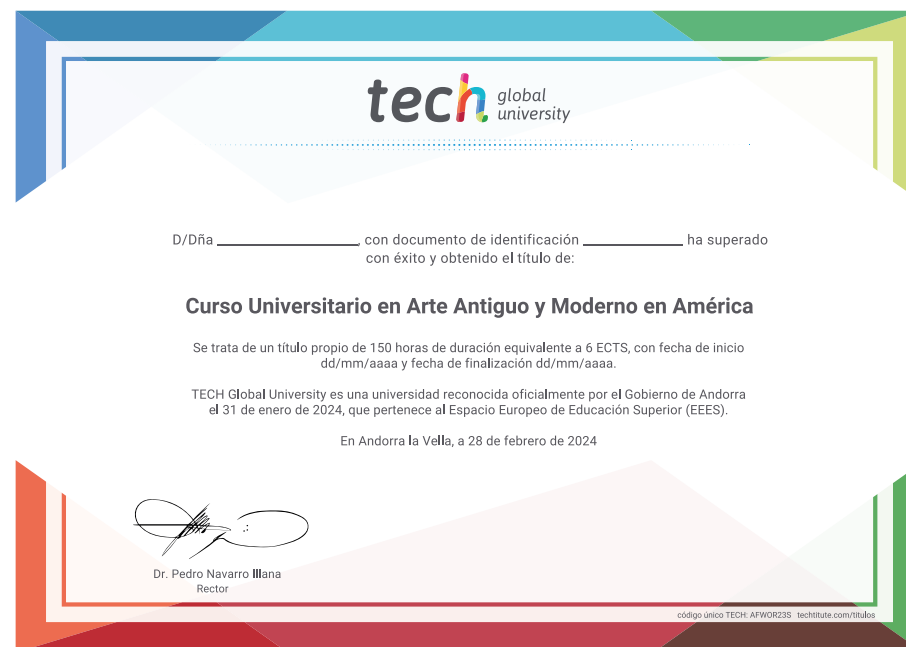 tech global
university
D/Dña ____________________, con documento de identificación ______________ ha superado
con éxito y obtenido el título de:
Curso Universitario en Arte Antiguo y Moderno en América
Se trata de un título propio de 150 horas de duración equivalente a 6 ECTS, con fecha de inicio
dd/mm/aaaa y fecha de finalización dd/mm/aaaa.
TECH Global University es una universidad reconocida oficialmente por el Gobierno de Andorra
el 31 de enero de 2024, que pertenece al Espacio Europeo de Educación Superior (EEES).
En Andorra la Vella, a 28 de febrero de 2024
Dr. Pedro Navarro Illana
Rector
código único TECH: AFWOR23S techtitute.com/titulos